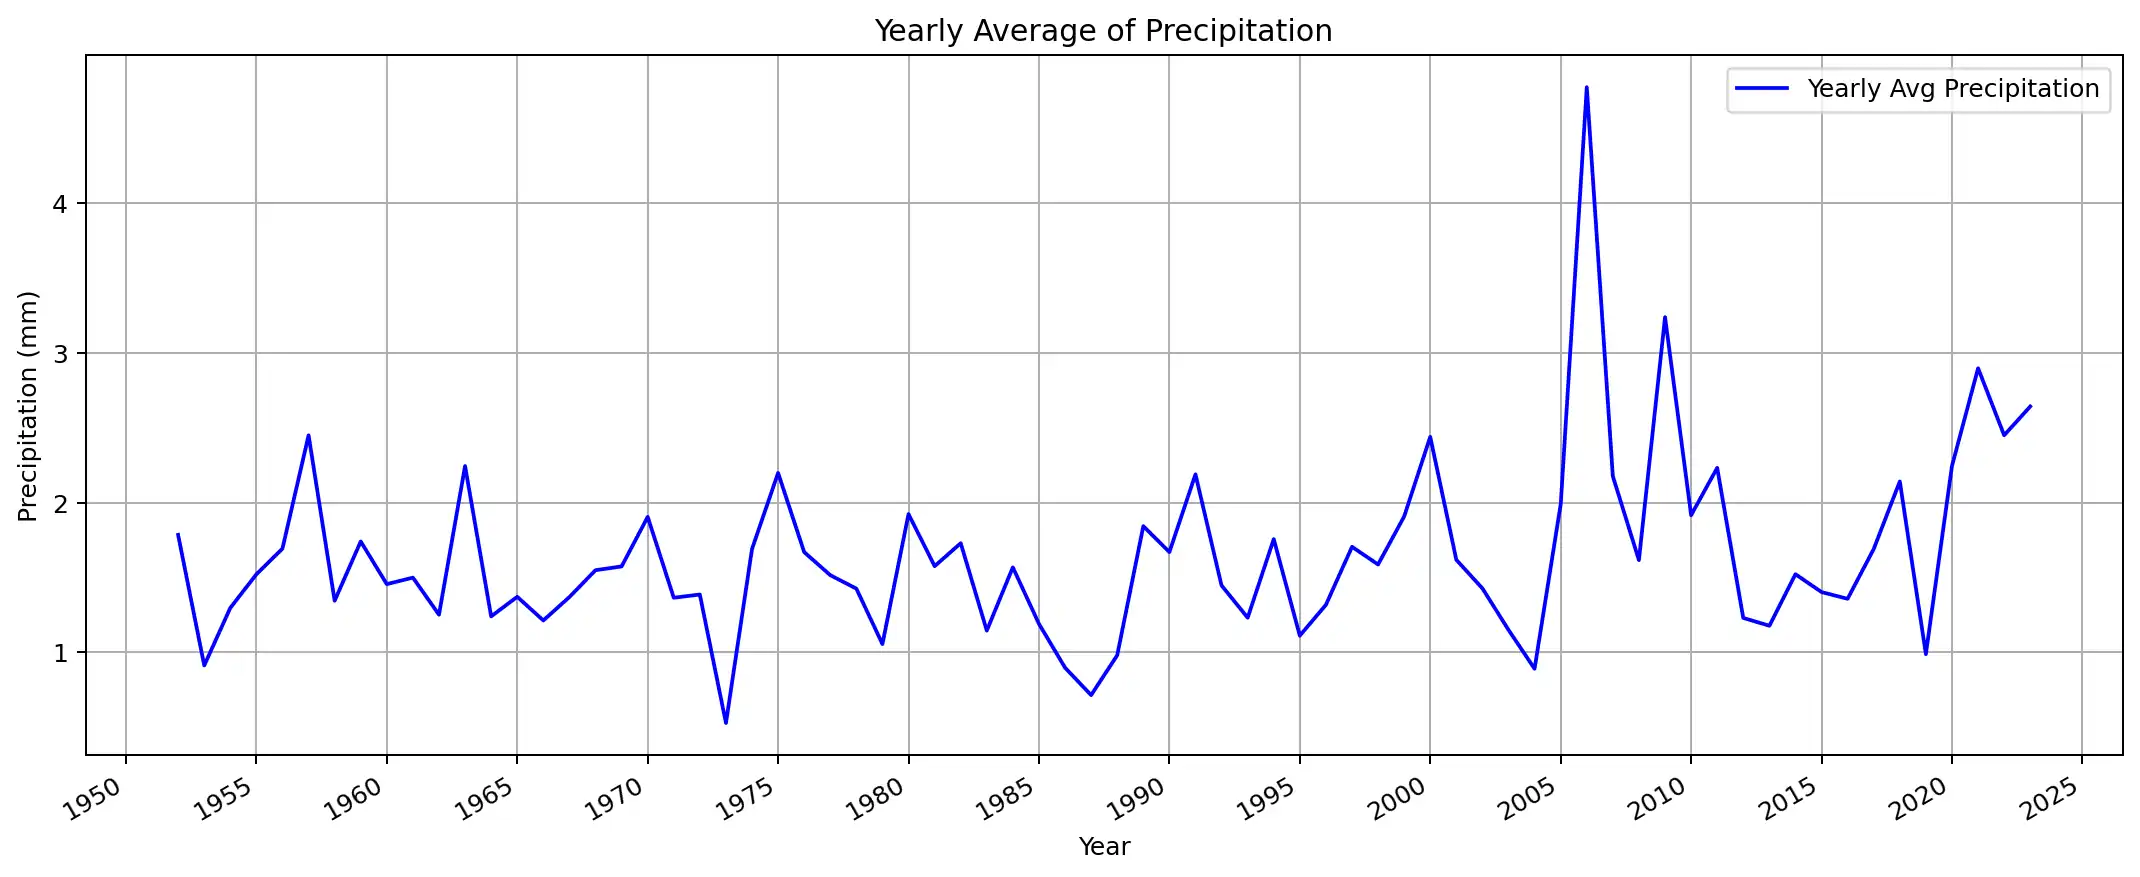 Yearly Average of Precipitation
Yearly Avg Precipitation
Precipitation (mm)
4
3
2
1
1950 1955 1960 1965 1970 1975 1980 1985 1990 1995 2000 2005 2010 2015 2020 2025
Year